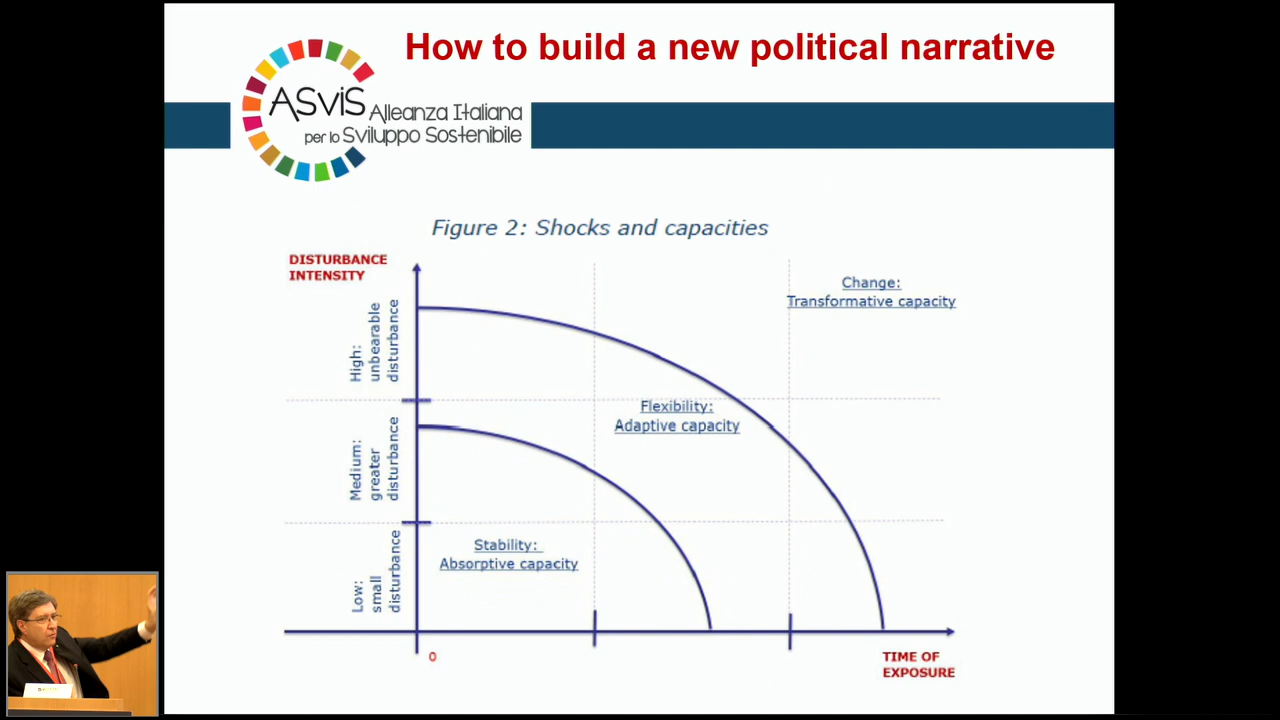 How to build a new political narrative
ASviS Alleanza Italiana
per lo Sviluppo Sostenibile
Figure 2: Shocks and capacities
DISTURBANCE
INTENSITY
Change:
Transformative capacity
High:
unbearable
disturbance
Flexibility:
Adaptive capacity
Medium:
greater
disturbance
Stability:
Absorptive capacity
Low:
small
disturbance
0
TIME OF
EXPOSURE